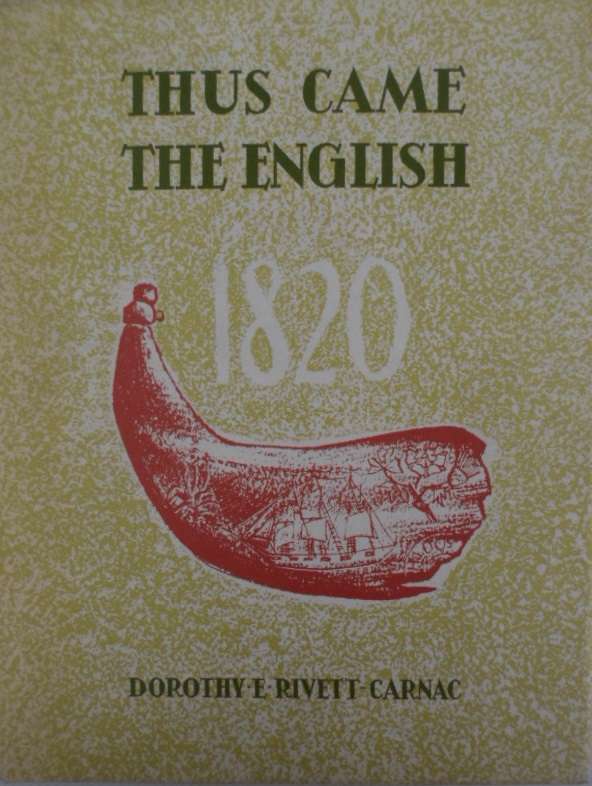 THUS CAME
THE ENGLISH
1820
DOROTHY·E·RIVETT-CARNAC